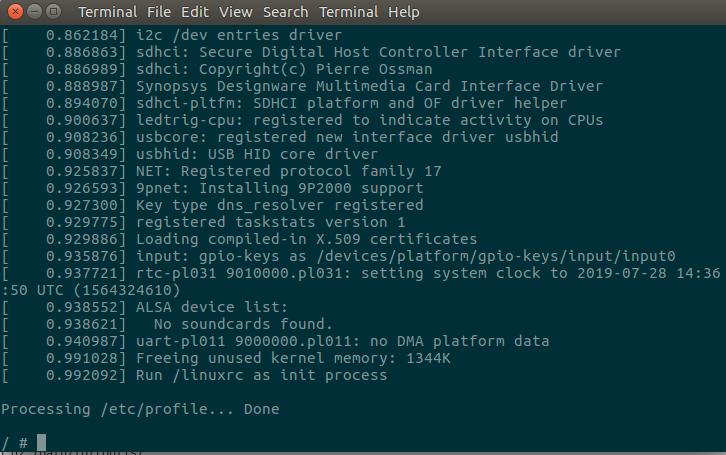 Terminal File Edit View Search Terminal Help
[    0.862184] i2c /dev entries driver
[    0.886863] sdhci: Secure Digital Host Controller Interface driver
[    0.886989] sdhci: Copyright(c) Pierre Ossman
[    0.888987] Synopsys Designware Multimedia Card Interface Driver
[    0.894070] sdhci-pltfm: SDHCI platform and OF driver helper
[    0.900637] ledtrig-cpu: registered to indicate activity on CPUs
[    0.908236] usbcore: registered new interface driver usbhid
[    0.908349] usbhid: USB HID core driver
[    0.925837] NET: Registered protocol family 17
[    0.926593] 9pnet: Installing 9P2000 support
[    0.927300] Key type dns_resolver registered
[    0.929775] registered taskstats version 1
[    0.929886] Loading compiled-in X.509 certificates
[    0.935876] input: gpio-keys as /devices/platform/gpio-keys/input/input0
[    0.937721] rtc-pl031 9010000.pl031: setting system clock to 2019-07-28 14:36
:50 UTC (1564324610)
[    0.938552] ALSA device list:
[    0.938621]   No soundcards found.
[    0.940987] uart-pl011 9000000.pl011: no DMA platform data
[    0.991028] Freeing unused kernel memory: 1344K
[    0.992092] Run /linuxrc as init process
Processing /etc/profile... Done
/ #